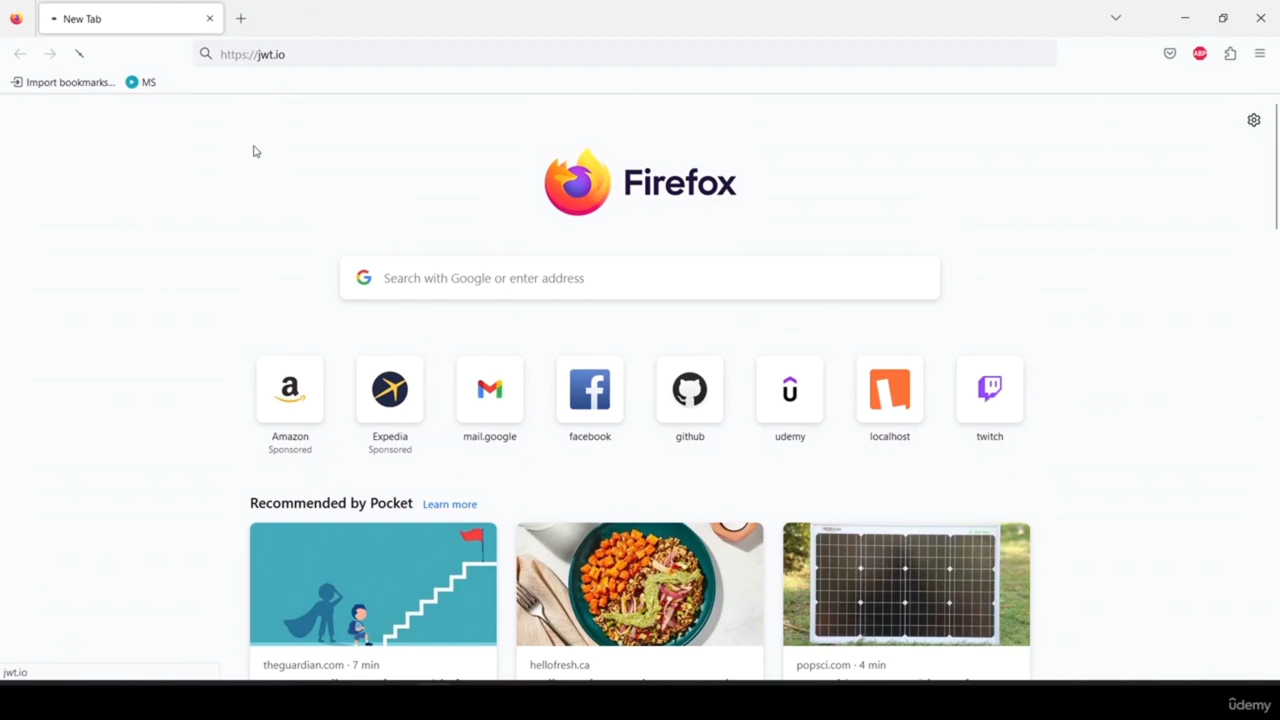 New Tab
https://jwt.io
ABP
Import bookmarks...
MS
Firefox
Search with Google or enter address
Amazon
Sponsored
Expedia
Sponsored
mail.google
facebook
github
udemy
localhost
twitch
Recommended by Pocket
Learn more
theguardian.com · 7 min
hellofresh.ca
popsci.com · 4 min
jwt.io
udemy